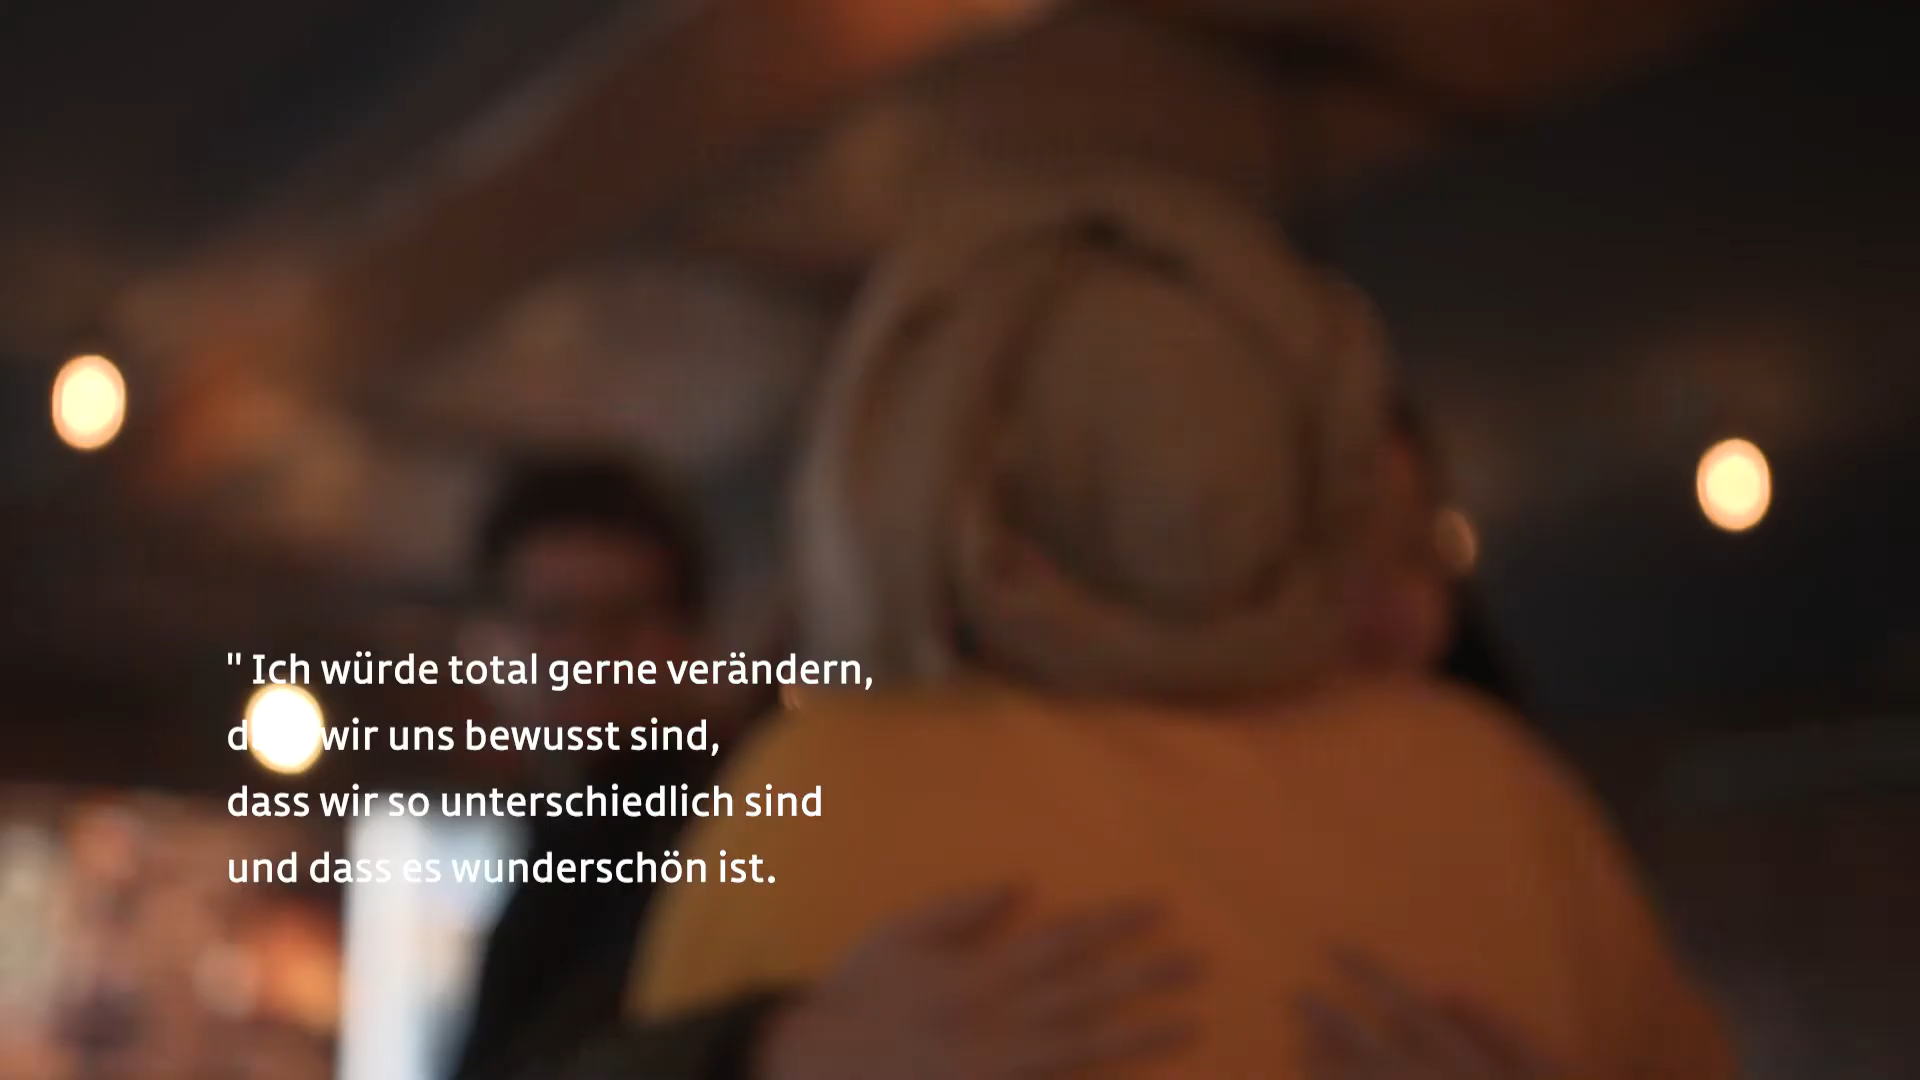 " Ich würde total gerne verändern,
wir uns bewusst sind,
dass wir so unterschiedlich sind
und dass es wunderschön ist.